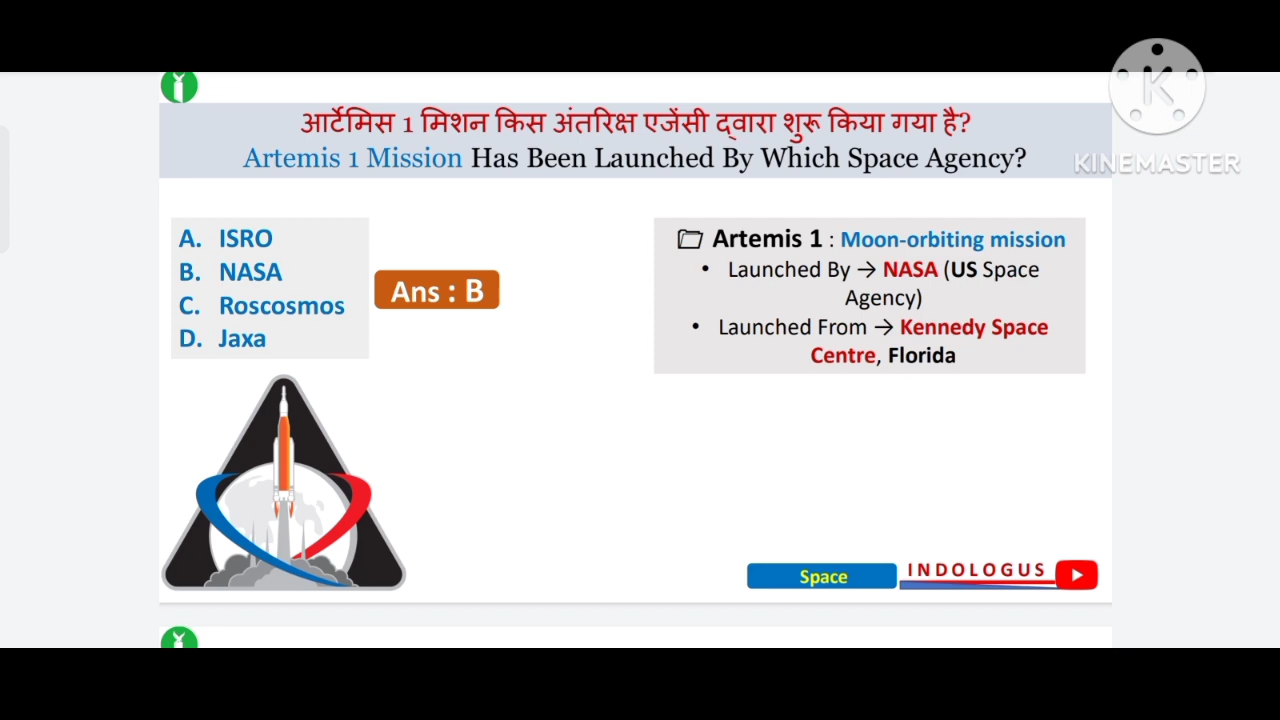 आर्टेमिस 1 मिशन किस अंतरिक्ष एजेंसी द्वारा शुरू किया गया है?
Artemis 1 Mission Has Been Launched By Which Space Agency?
K
KINEMASTER
A. ISRO
B. NASA
C. Roscosmos
D. Jaxa
Ans : B
Artemis 1 : Moon-orbiting mission
• Launched By → NASA (US Space
Agency)
• Launched From → Kennedy Space
Centre, Florida
Space
INDOLOGUS